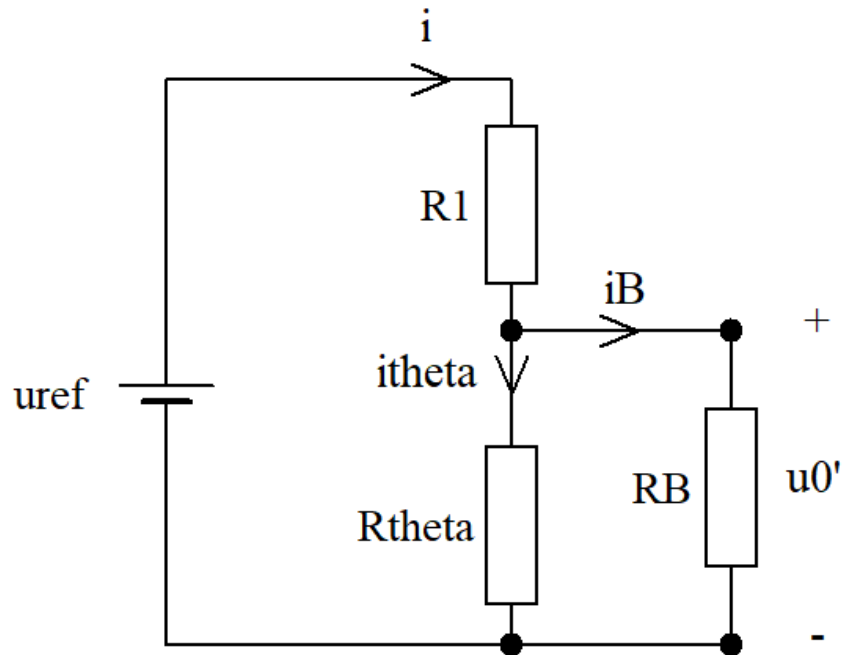 i
R1
iB
+
itheta
uref
RB
u0'
Rtheta
-